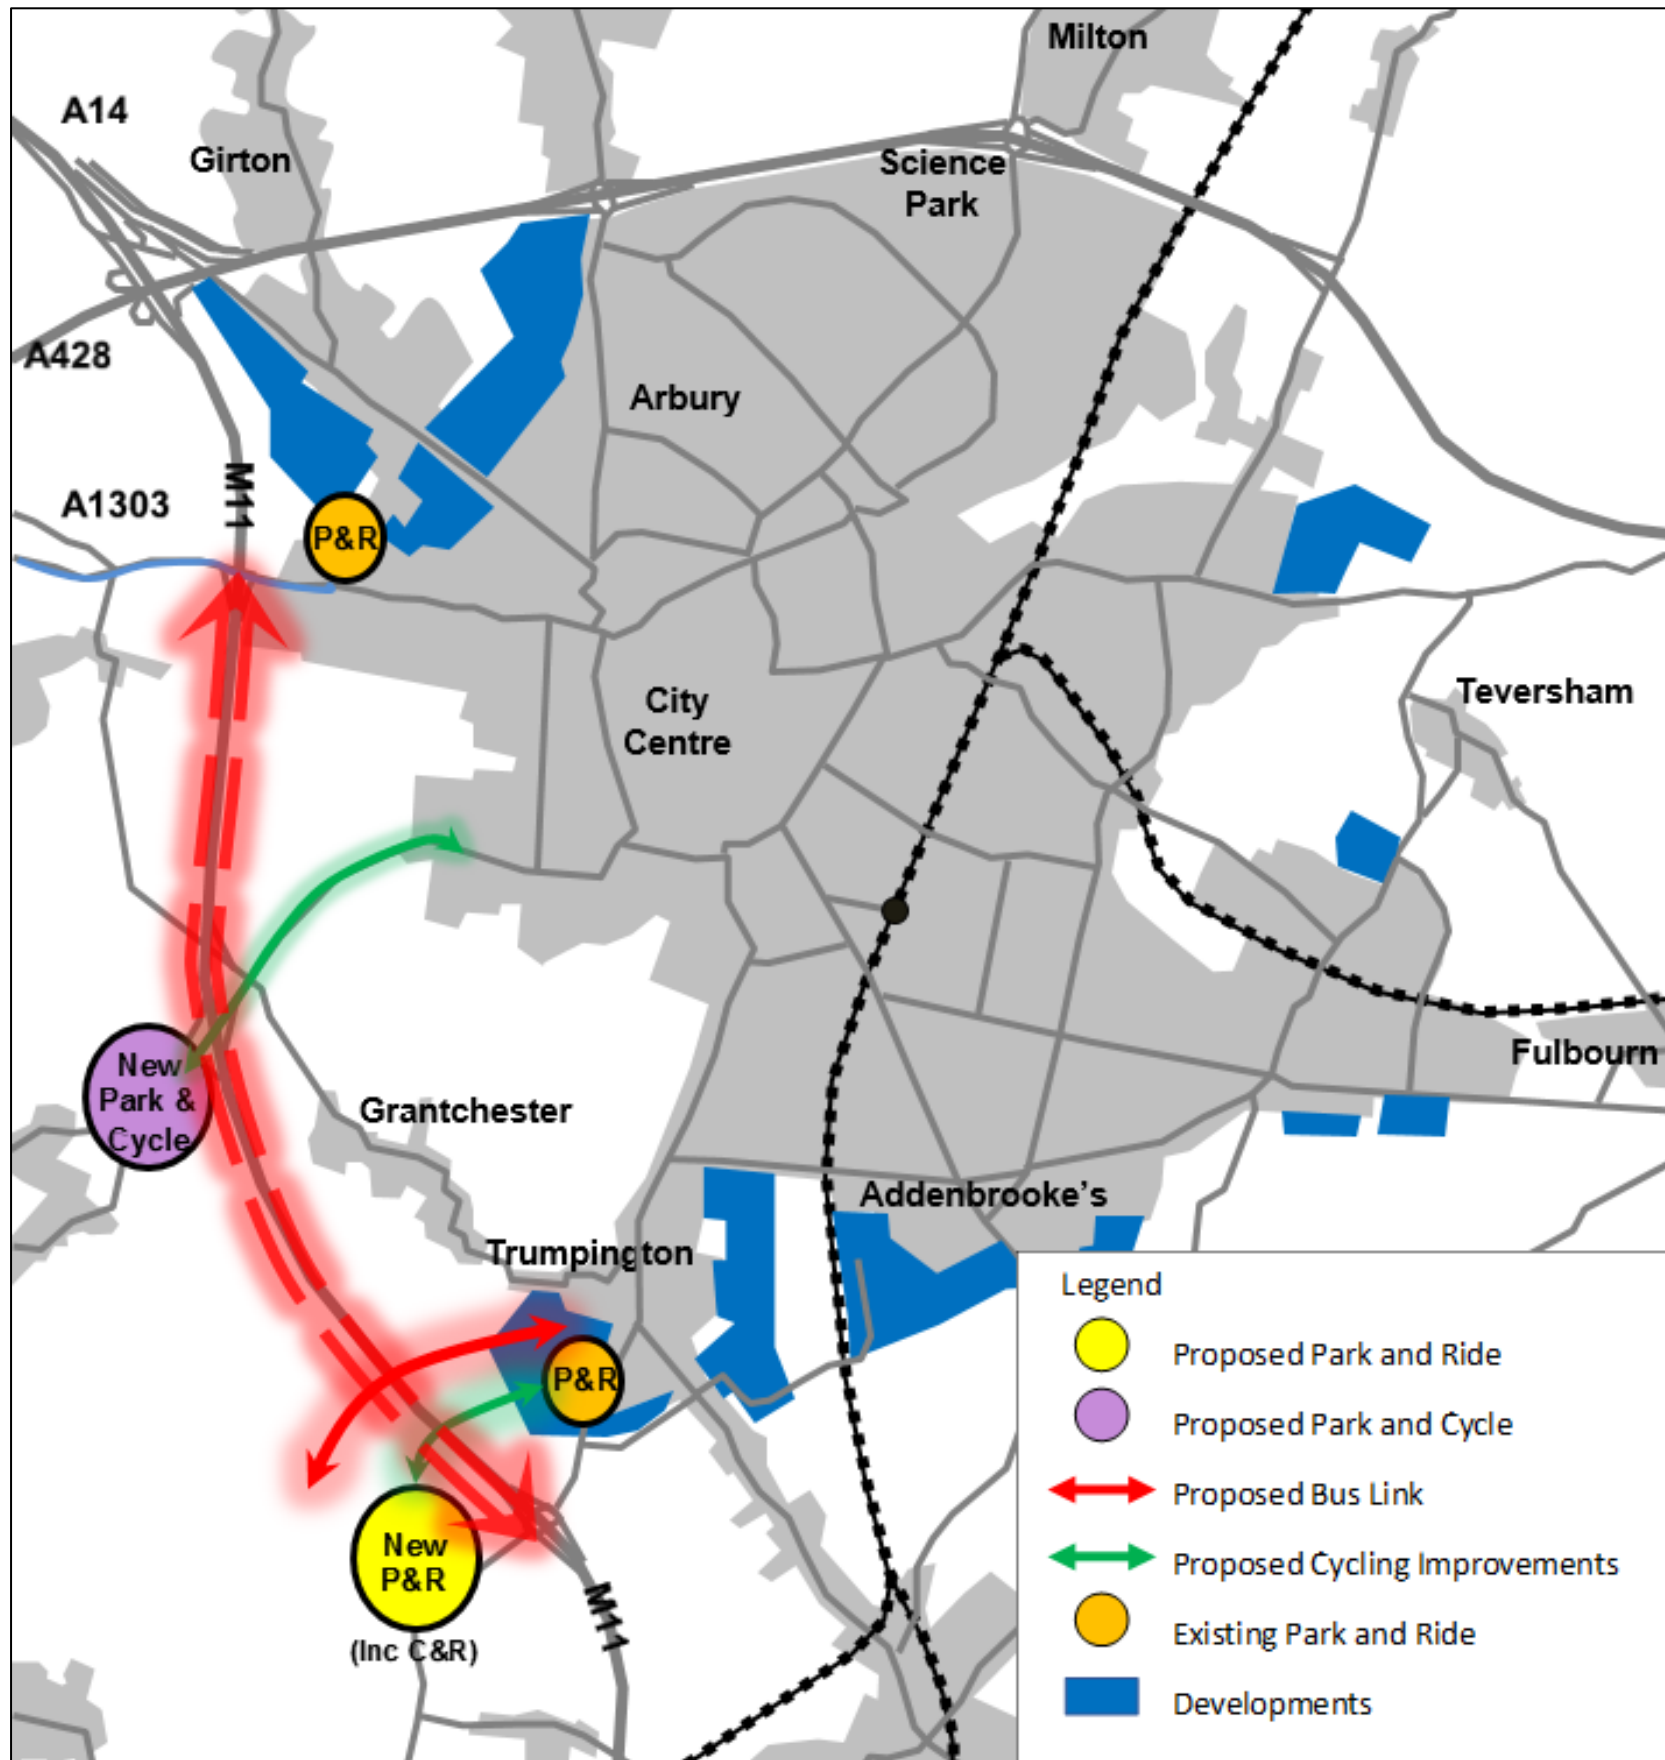 Milton
A14
Girton
Science
Park
A428
Arbury
M11
A1303
P&R
City
Centre
Teversham
New
Park &
Cycle
Grantchester
Fulbourn
Addenbrooke's
Trumpington
P&R
New
P&R
(Inc C&R)
M11
Legend
Proposed Park and Ride
Proposed Park and Cycle
Proposed Bus Link
Proposed Cycling Improvements
Existing Park and Ride
Developments